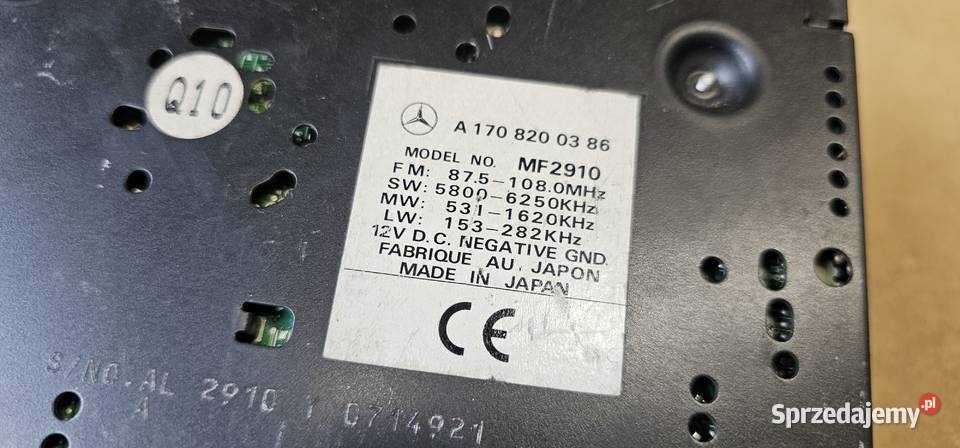 Q10
A 170 820 03 86
MODEL NO. MF2910
FM: 87.5-108.0MHz
SW: 5800-6250KHz
MW: 531-1620KHz
LW: 153-282KHz
12V D.C. NEGATIVE GND.
FABRIQUE AU JAPON
MADE IN JAPAN
CE
S/NO.AL 2910 Y 0714921
A
Sprzedajemy.pl